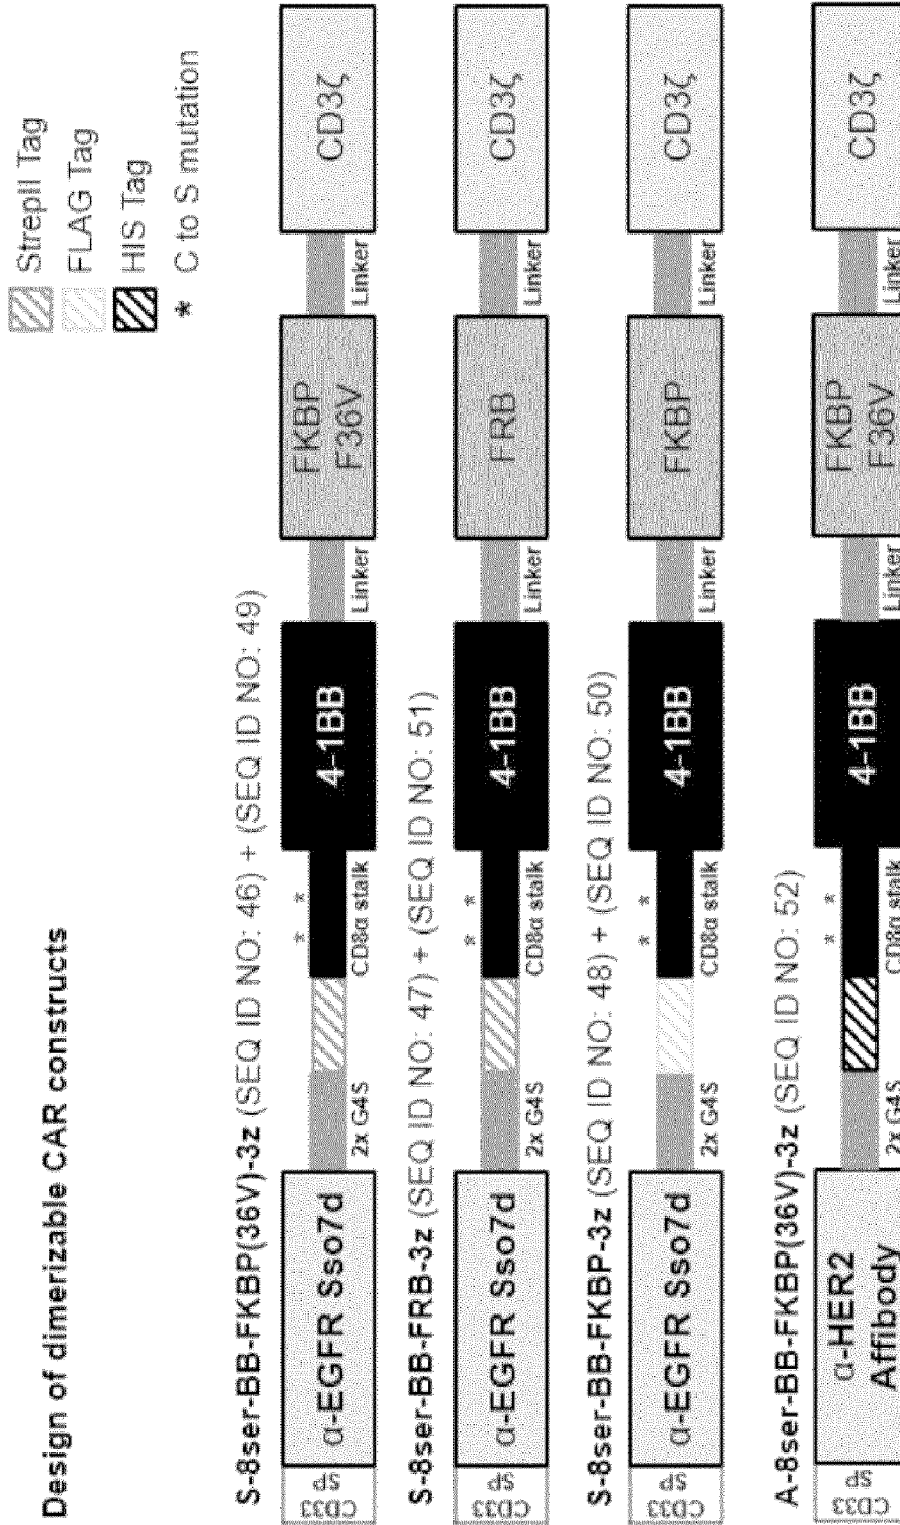 Design of dimerizable CAR constructs
StrepII Tag
FLAG Tag
HIS Tag
* C to S mutation
S-8ser-BB-FKBP(36V)-3z (SEQ ID NO: 46) + (SEQ ID NO: 49)
CD33
SP
α-EGFR Sso7d
2x G4S
* *
CD8α stalk
4-1BB
Linker
FKBP
F36V
Linker
CD3ζ
S-8ser-BB-FRB-3z (SEQ ID NO: 47) + (SEQ ID NO: 51)
CD33
SP
α-EGFR Sso7d
2x G4S
* *
CD8α stalk
4-1BB
Linker
FRB
Linker
CD3ζ
S-8ser-BB-FKBP-3z (SEQ ID NO: 48) + (SEQ ID NO: 50)
CD33
SP
α-EGFR Sso7d
2x G4S
* *
CD8α stalk
4-1BB
Linker
FKBP
Linker
CD3ζ
A-8ser-BB-FKBP(36V)-3z (SEQ ID NO: 52)
CD33
SP
α-HER2
Affibody
2x G4S
* *
CD8α stalk
4-1BB
Linker
FKBP
F36V
Linker
CD3ζ